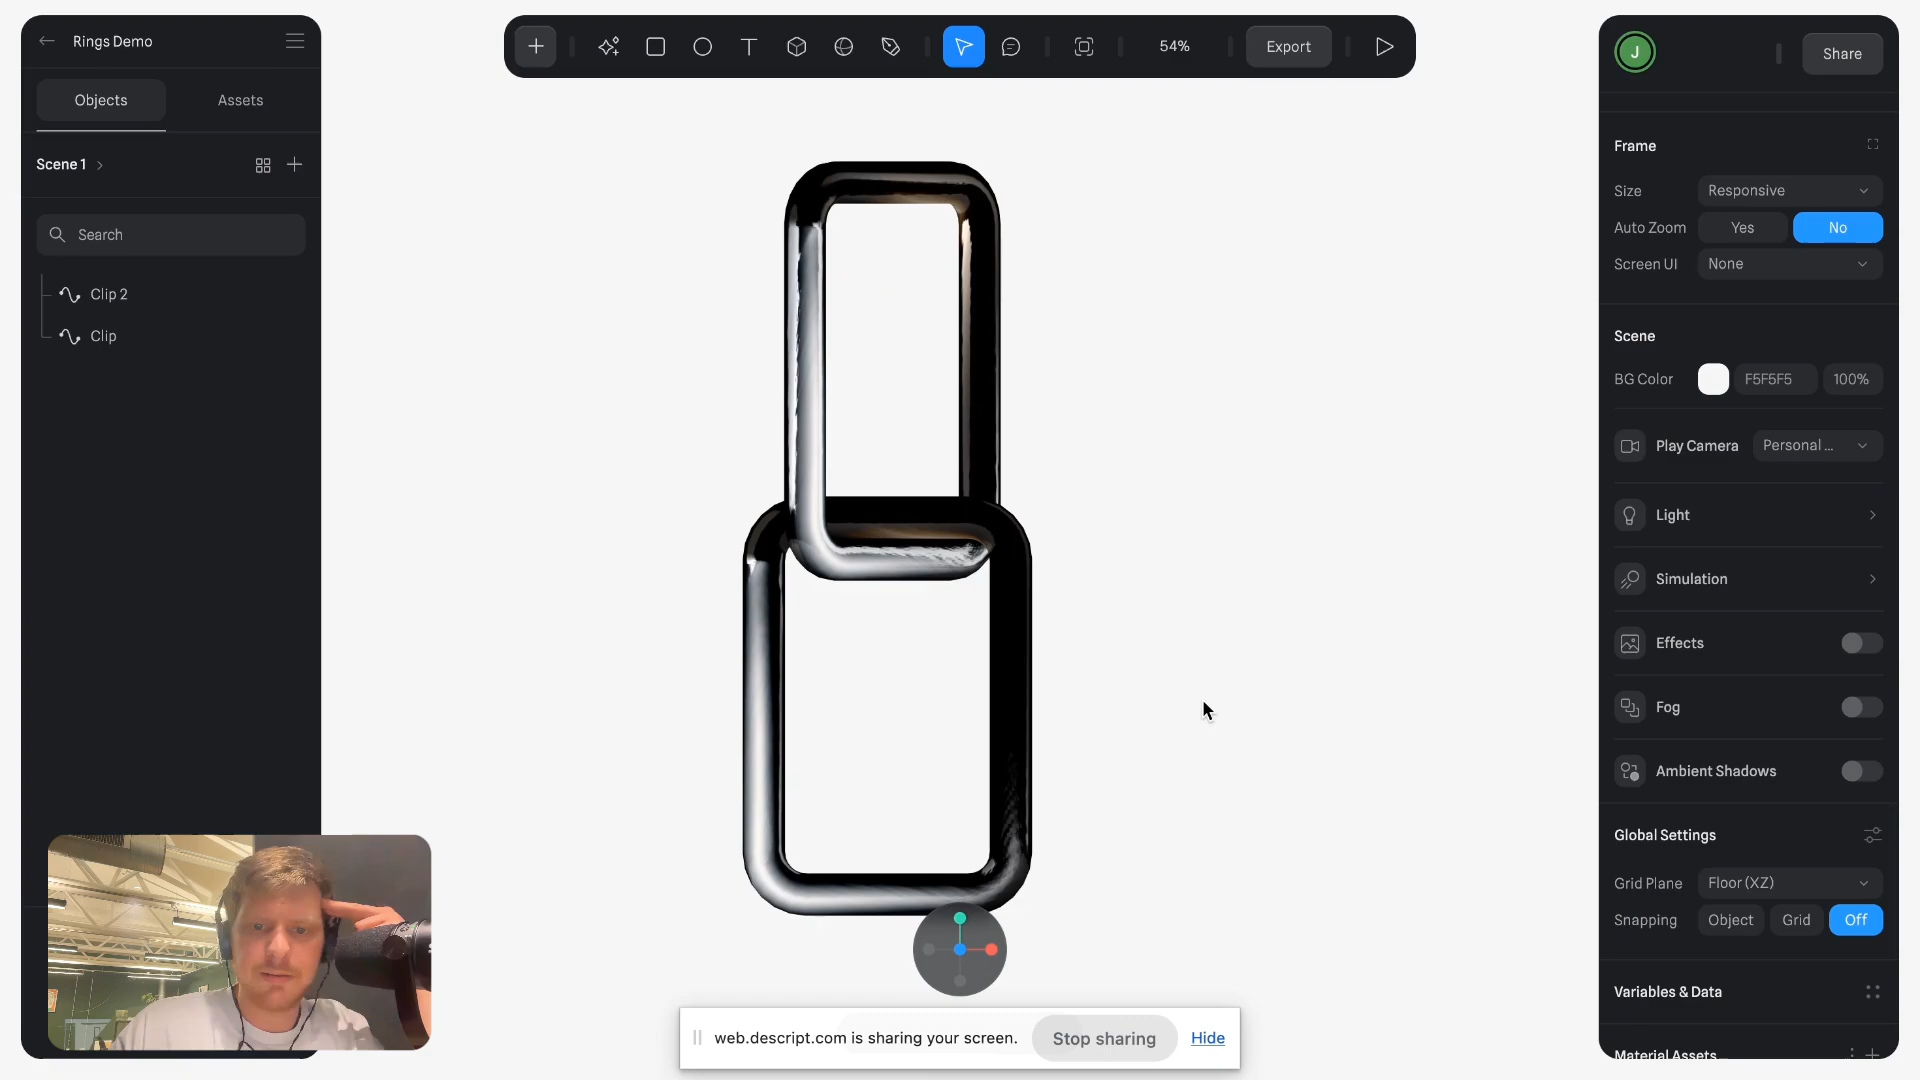 Rings Demo
Objects
Assets
Scene 1
Search
Clip 2
Clip
T
54%
Export
J
Share
Frame
Size
Responsive
Auto Zoom
Yes
No
Screen UI
None
Scene
BG Color
F5F5F5
100%
Play Camera
Personal ...
Light
Simulation
Effects
Fog
Ambient Shadows
Global Settings
Grid Plane
Floor (XZ)
Snapping
Object
Grid
Off
Variables & Data
Material Assets
web.descript.com is sharing your screen.
Stop sharing
Hide